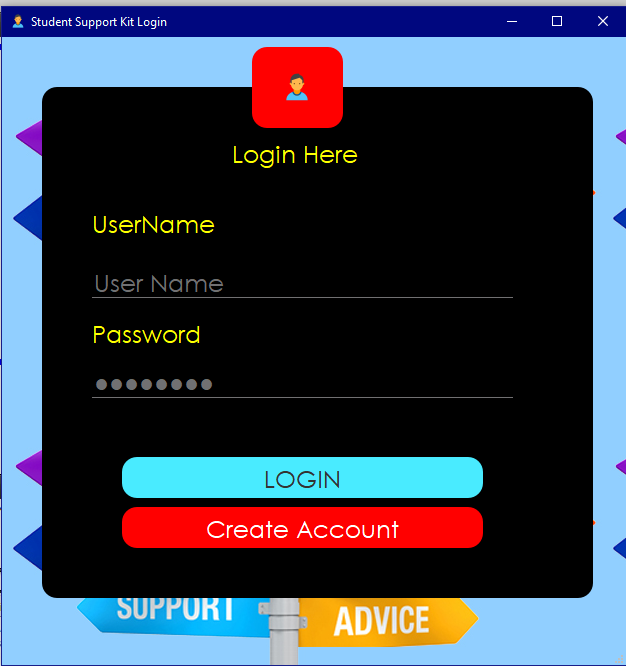 Student Support Kit Login
Login Here
UserName
User Name
Password
●●●●●●●●
LOGIN
Create Account
SUPPORT
ADVICE